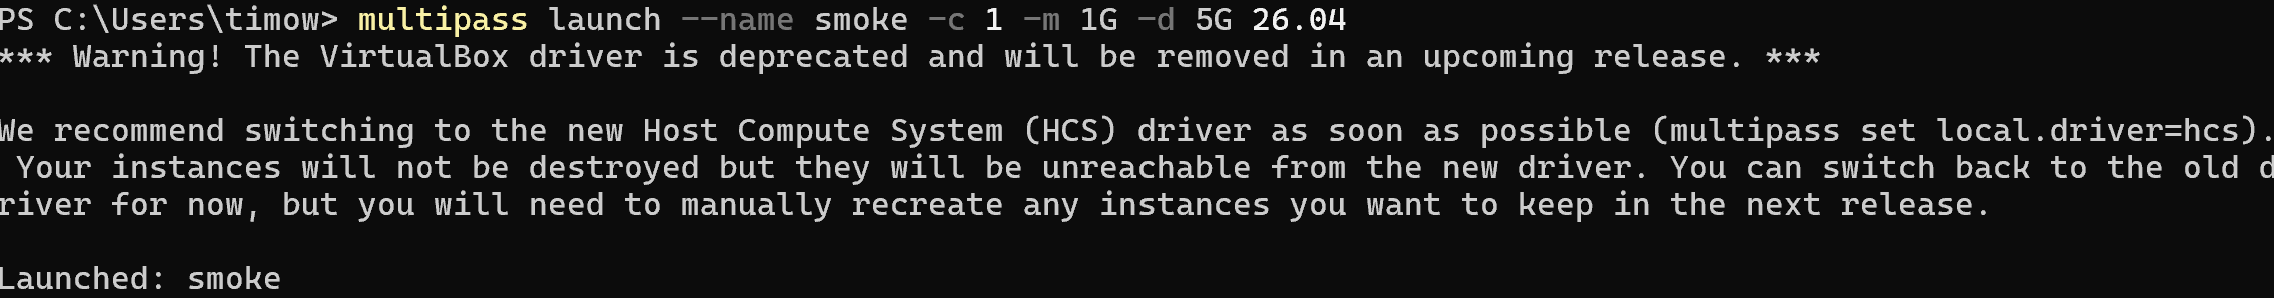 PS C:\Users\timow> multipass launch --name smoke -c 1 -m 1G -d 5G 26.04
*** Warning! The VirtualBox driver is deprecated and will be removed in an upcoming release. ***
We recommend switching to the new Host Compute System (HCS) driver as soon as possible (multipass set local.driver=hcs).
 Your instances will not be destroyed but they will be unreachable from the new driver. You can switch back to the old d
river for now, but you will need to manually recreate any instances you want to keep in the next release.
Launched: smoke